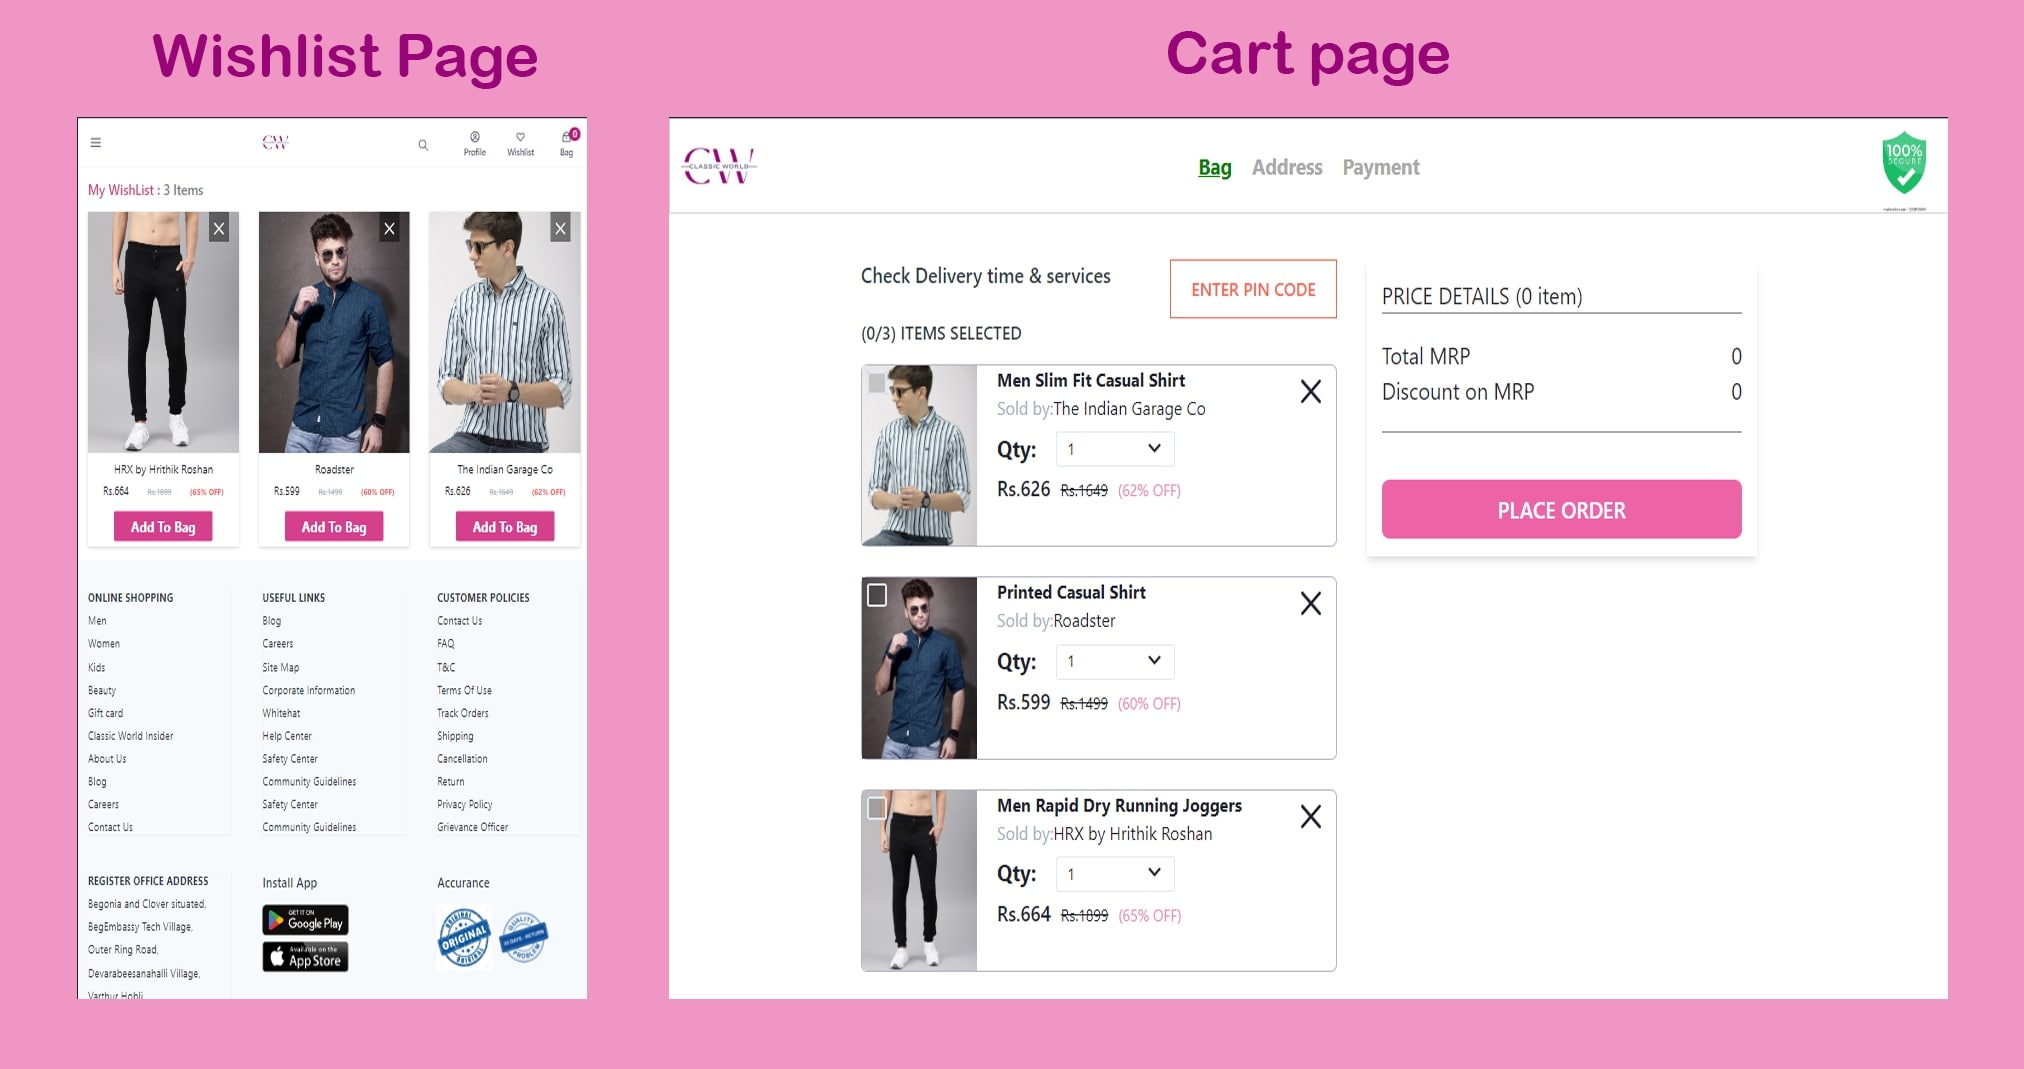 Wishlist Page
Cart page
CW
Profile
Wishlist
0
Bag
My WishList : 3 Items
X
X
X
HRX by Hrithik Roshan
Rs.664 Rs.1899 (65% OFF)
Add To Bag
Roadster
Rs.599 Rs.1499 (60% OFF)
Add To Bag
The Indian Garage Co
Rs.626 Rs.1649 (62% OFF)
Add To Bag
ONLINE SHOPPING
Men
Women
Kids
Beauty
Gift card
Classic World Insider
About Us
Blog
Careers
Contact Us
USEFUL LINKS
Blog
Careers
Site Map
Corporate Information
Whitehat
Help Center
Safety Center
Community Guidelines
Safety Center
Community Guidelines
CUSTOMER POLICIES
Contact Us
FAQ
T&C
Terms Of Use
Track Orders
Shipping
Cancellation
Return
Privacy Policy
Grievance Officer
REGISTER OFFICE ADDRESS
Begonia and Clover situated,
BegEmbassy Tech Village,
Outer Ring Road,
Devarabeesanahalli Village,
Varthur Hobli
Install App
GET IT ON
Google Play
Available on the
App Store
Accurance
ORIGINAL
ORIGINAL
ORIGINAL
QUALITY
PROBLEM
CW
CLASSIC WORLD
Bag Address Payment
100%
SECURE
Check Delivery time & services
ENTER PIN CODE
(0/3) ITEMS SELECTED
Men Slim Fit Casual Shirt
X
Sold by:The Indian Garage Co
Qty: 1
Rs.626 Rs.1649 (62% OFF)
Printed Casual Shirt
X
Sold by:Roadster
Qty: 1
Rs.599 Rs.1499 (60% OFF)
Men Rapid Dry Running Joggers
X
Sold by:HRX by Hrithik Roshan
Qty: 1
Rs.664 Rs.1899 (65% OFF)
PRICE DETAILS (0 item)
Total MRP 0
Discount on MRP 0
PLACE ORDER